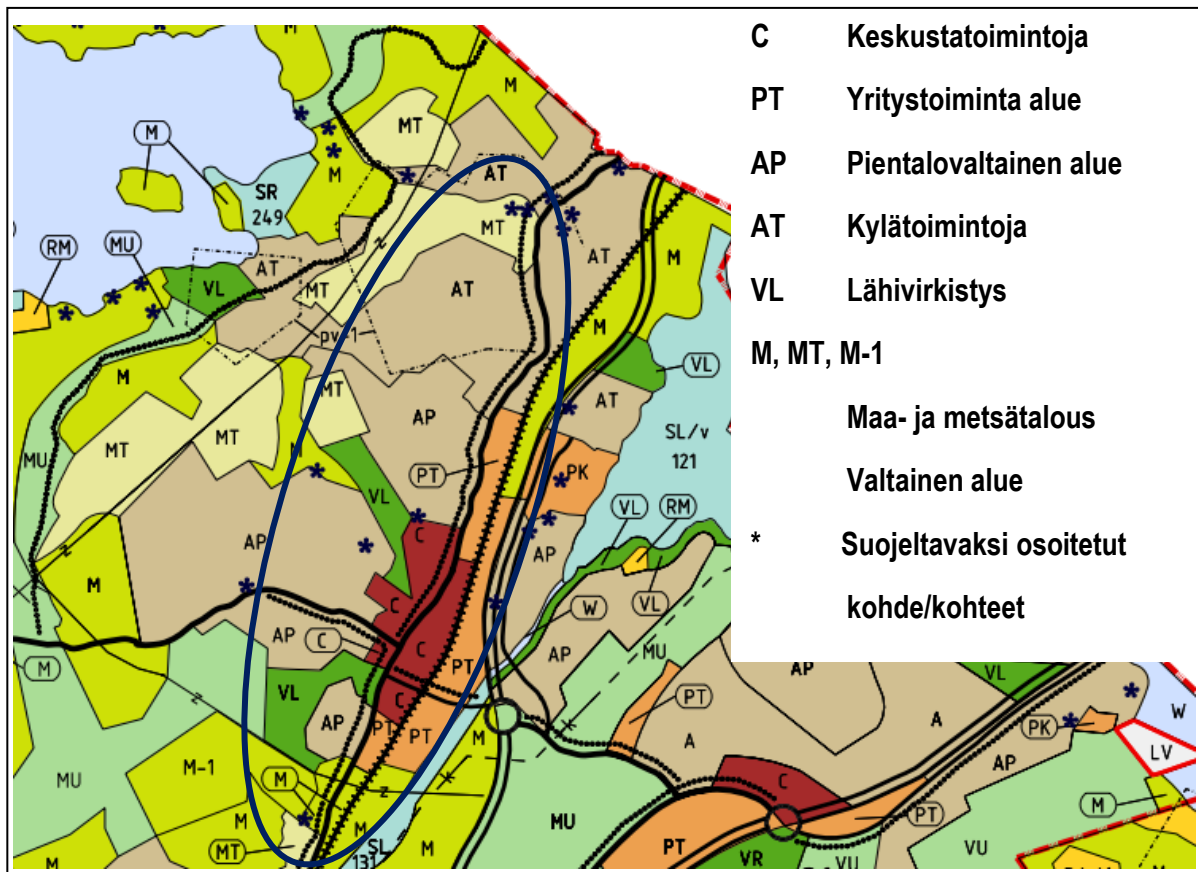 C Keskustatoimintoja
PT Yritystoiminta alue
AP Pientalovaltainen alue
AT Kylätoimintoja
VL Lähivirkistys
M, MT, M-1
Maa- ja metsätalous
Valtainen alue
* Suojeltavaksi osoitetut
kohde/kohteet
M
M
MT
M
M
SR
249
M
AT
MT
AT
RM
MU
AT
VL
MT
AT
M
z
pv-1
M
VL
M
MT
AP
AT
SL/v
121
MT
MT
MU
PT
PK
VL
VL
RM
C
AP
AP
z
M
C
W
VL
AP
C
C
AP
MU
AP
VL
M
PT
VL
C
z
PT
A
W
AP
PT
PT
M
A
PK
LV
M-1
MU
AP
M
z
C
M
M
M
M
MU
PT
MT
SL
131
M
PT
VR
VU
VU
M